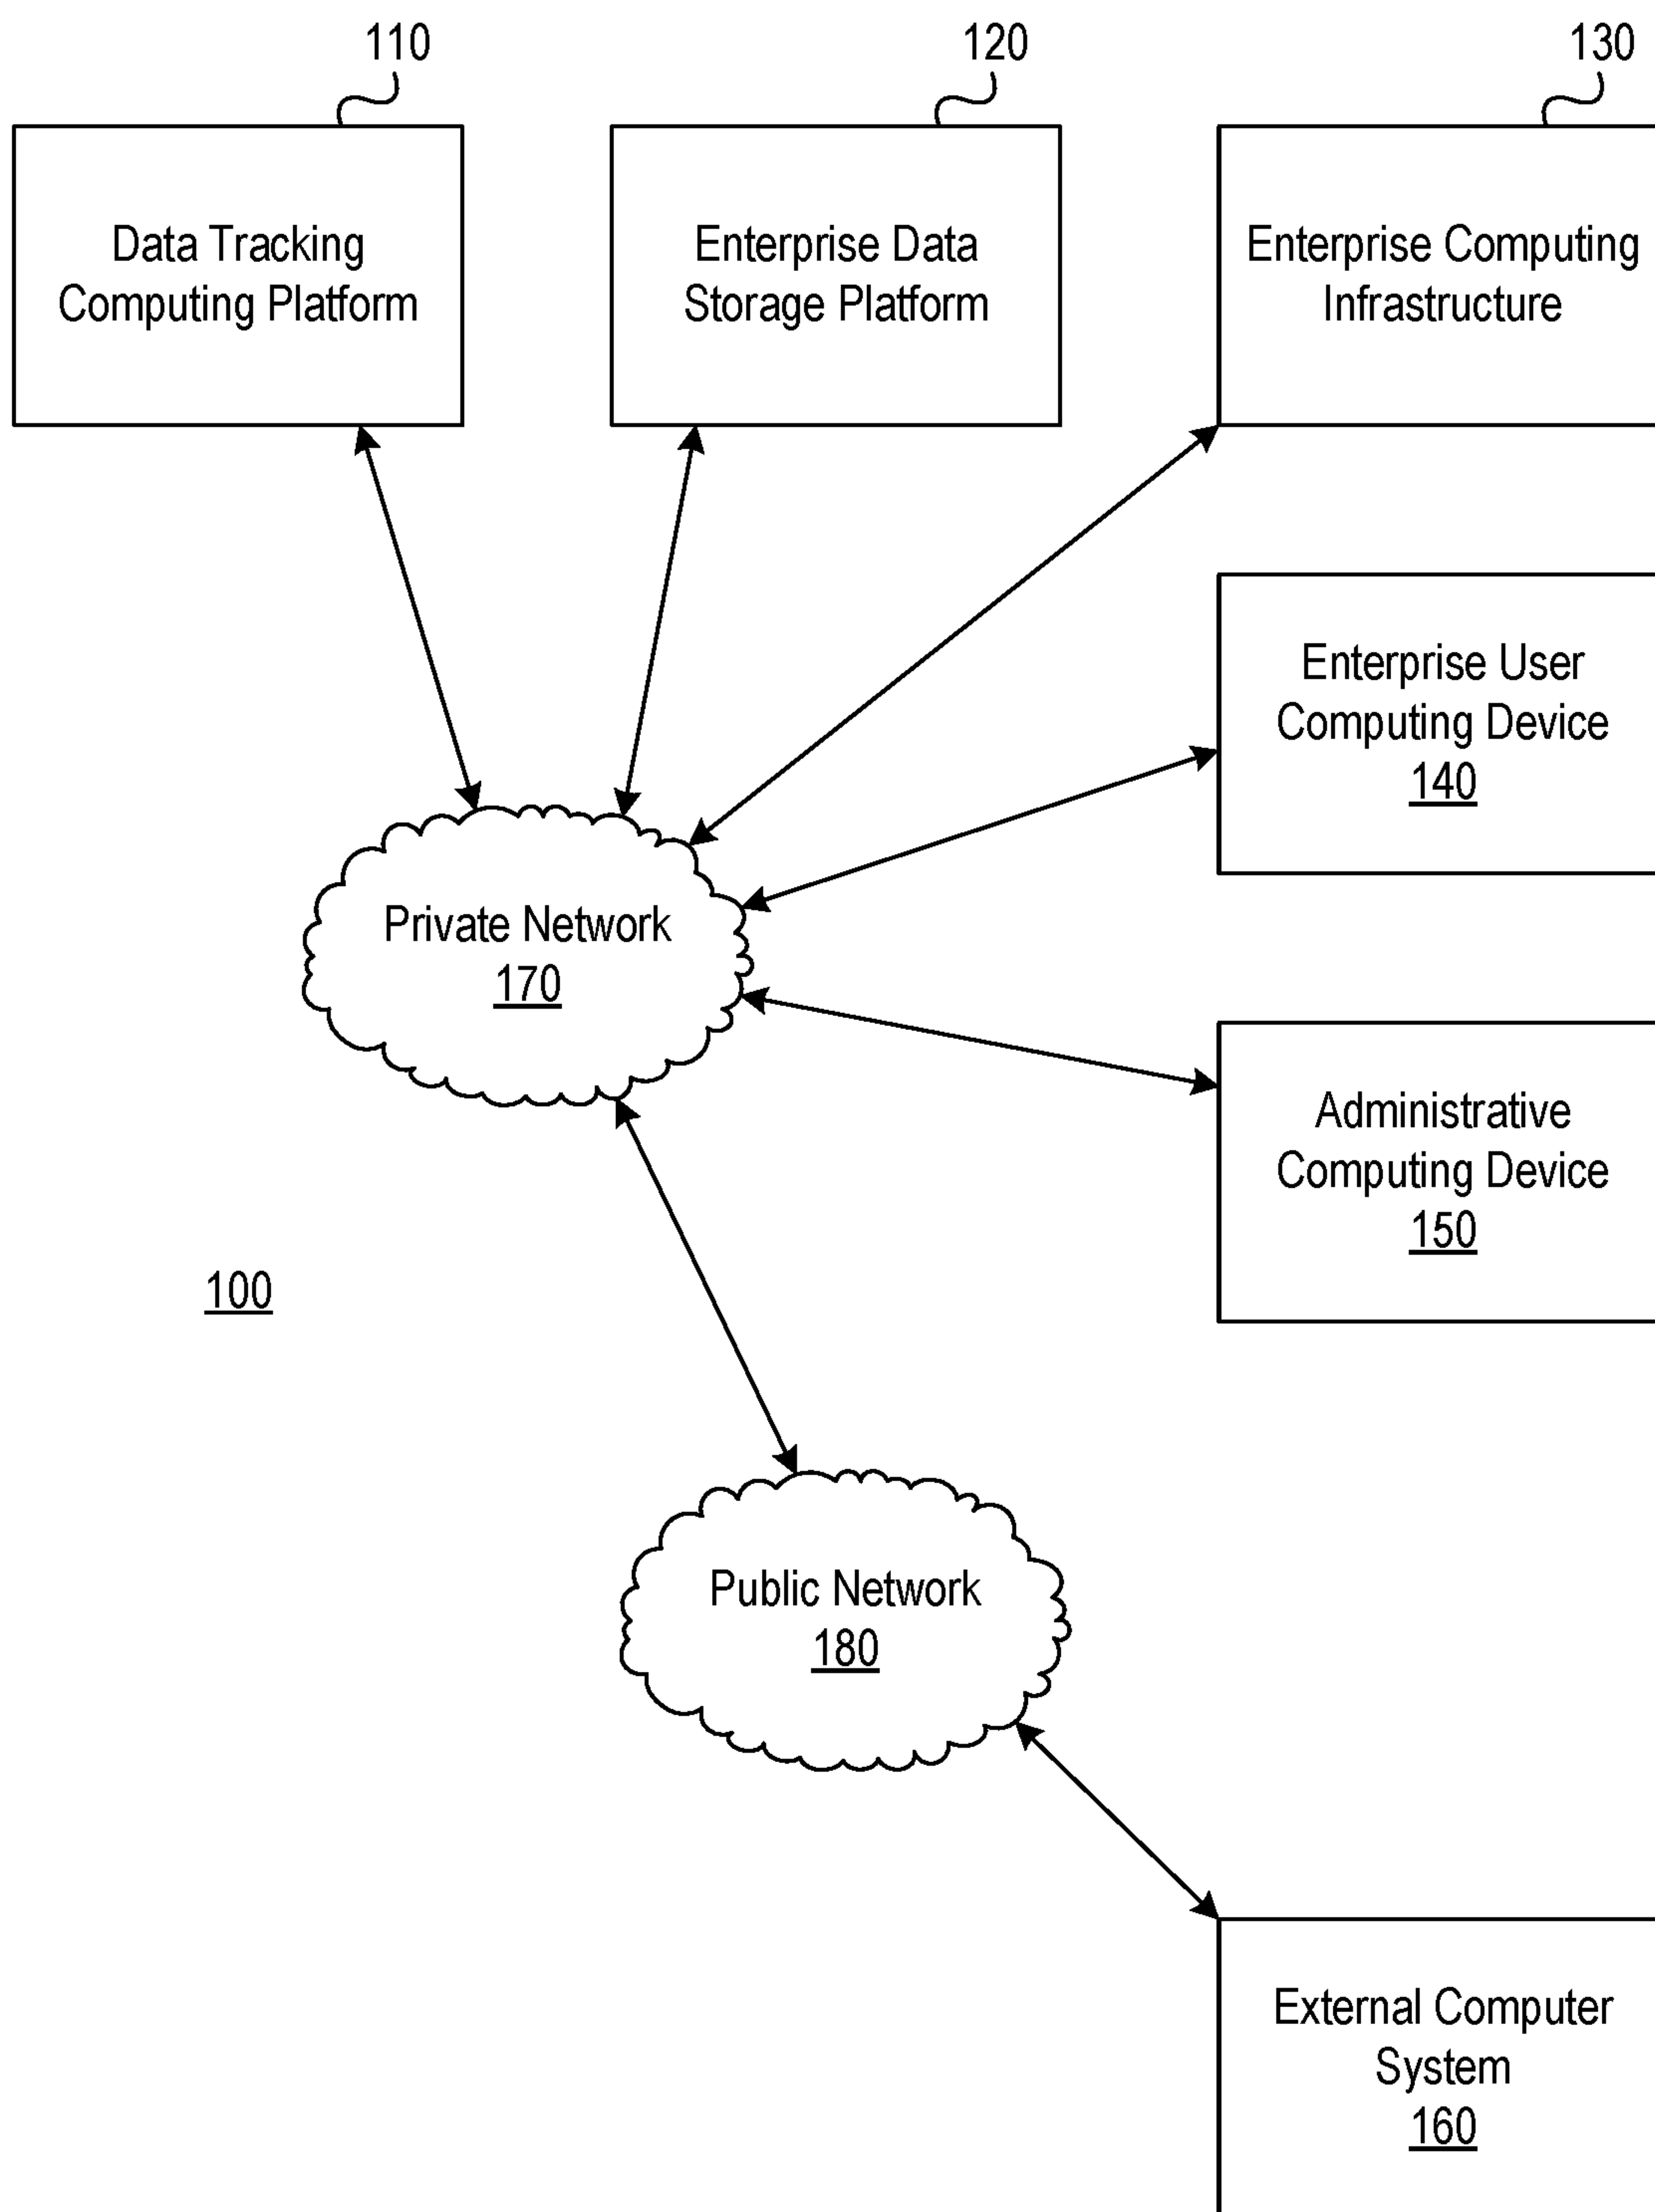 110
120
130
Data Tracking
Computing Platform
Enterprise Data
Storage Platform
Enterprise Computing
Infrastructure
Enterprise User
Computing Device
140
Private Network
170
Administrative
Computing Device
150
100
Public Network
180
External Computer
System
160